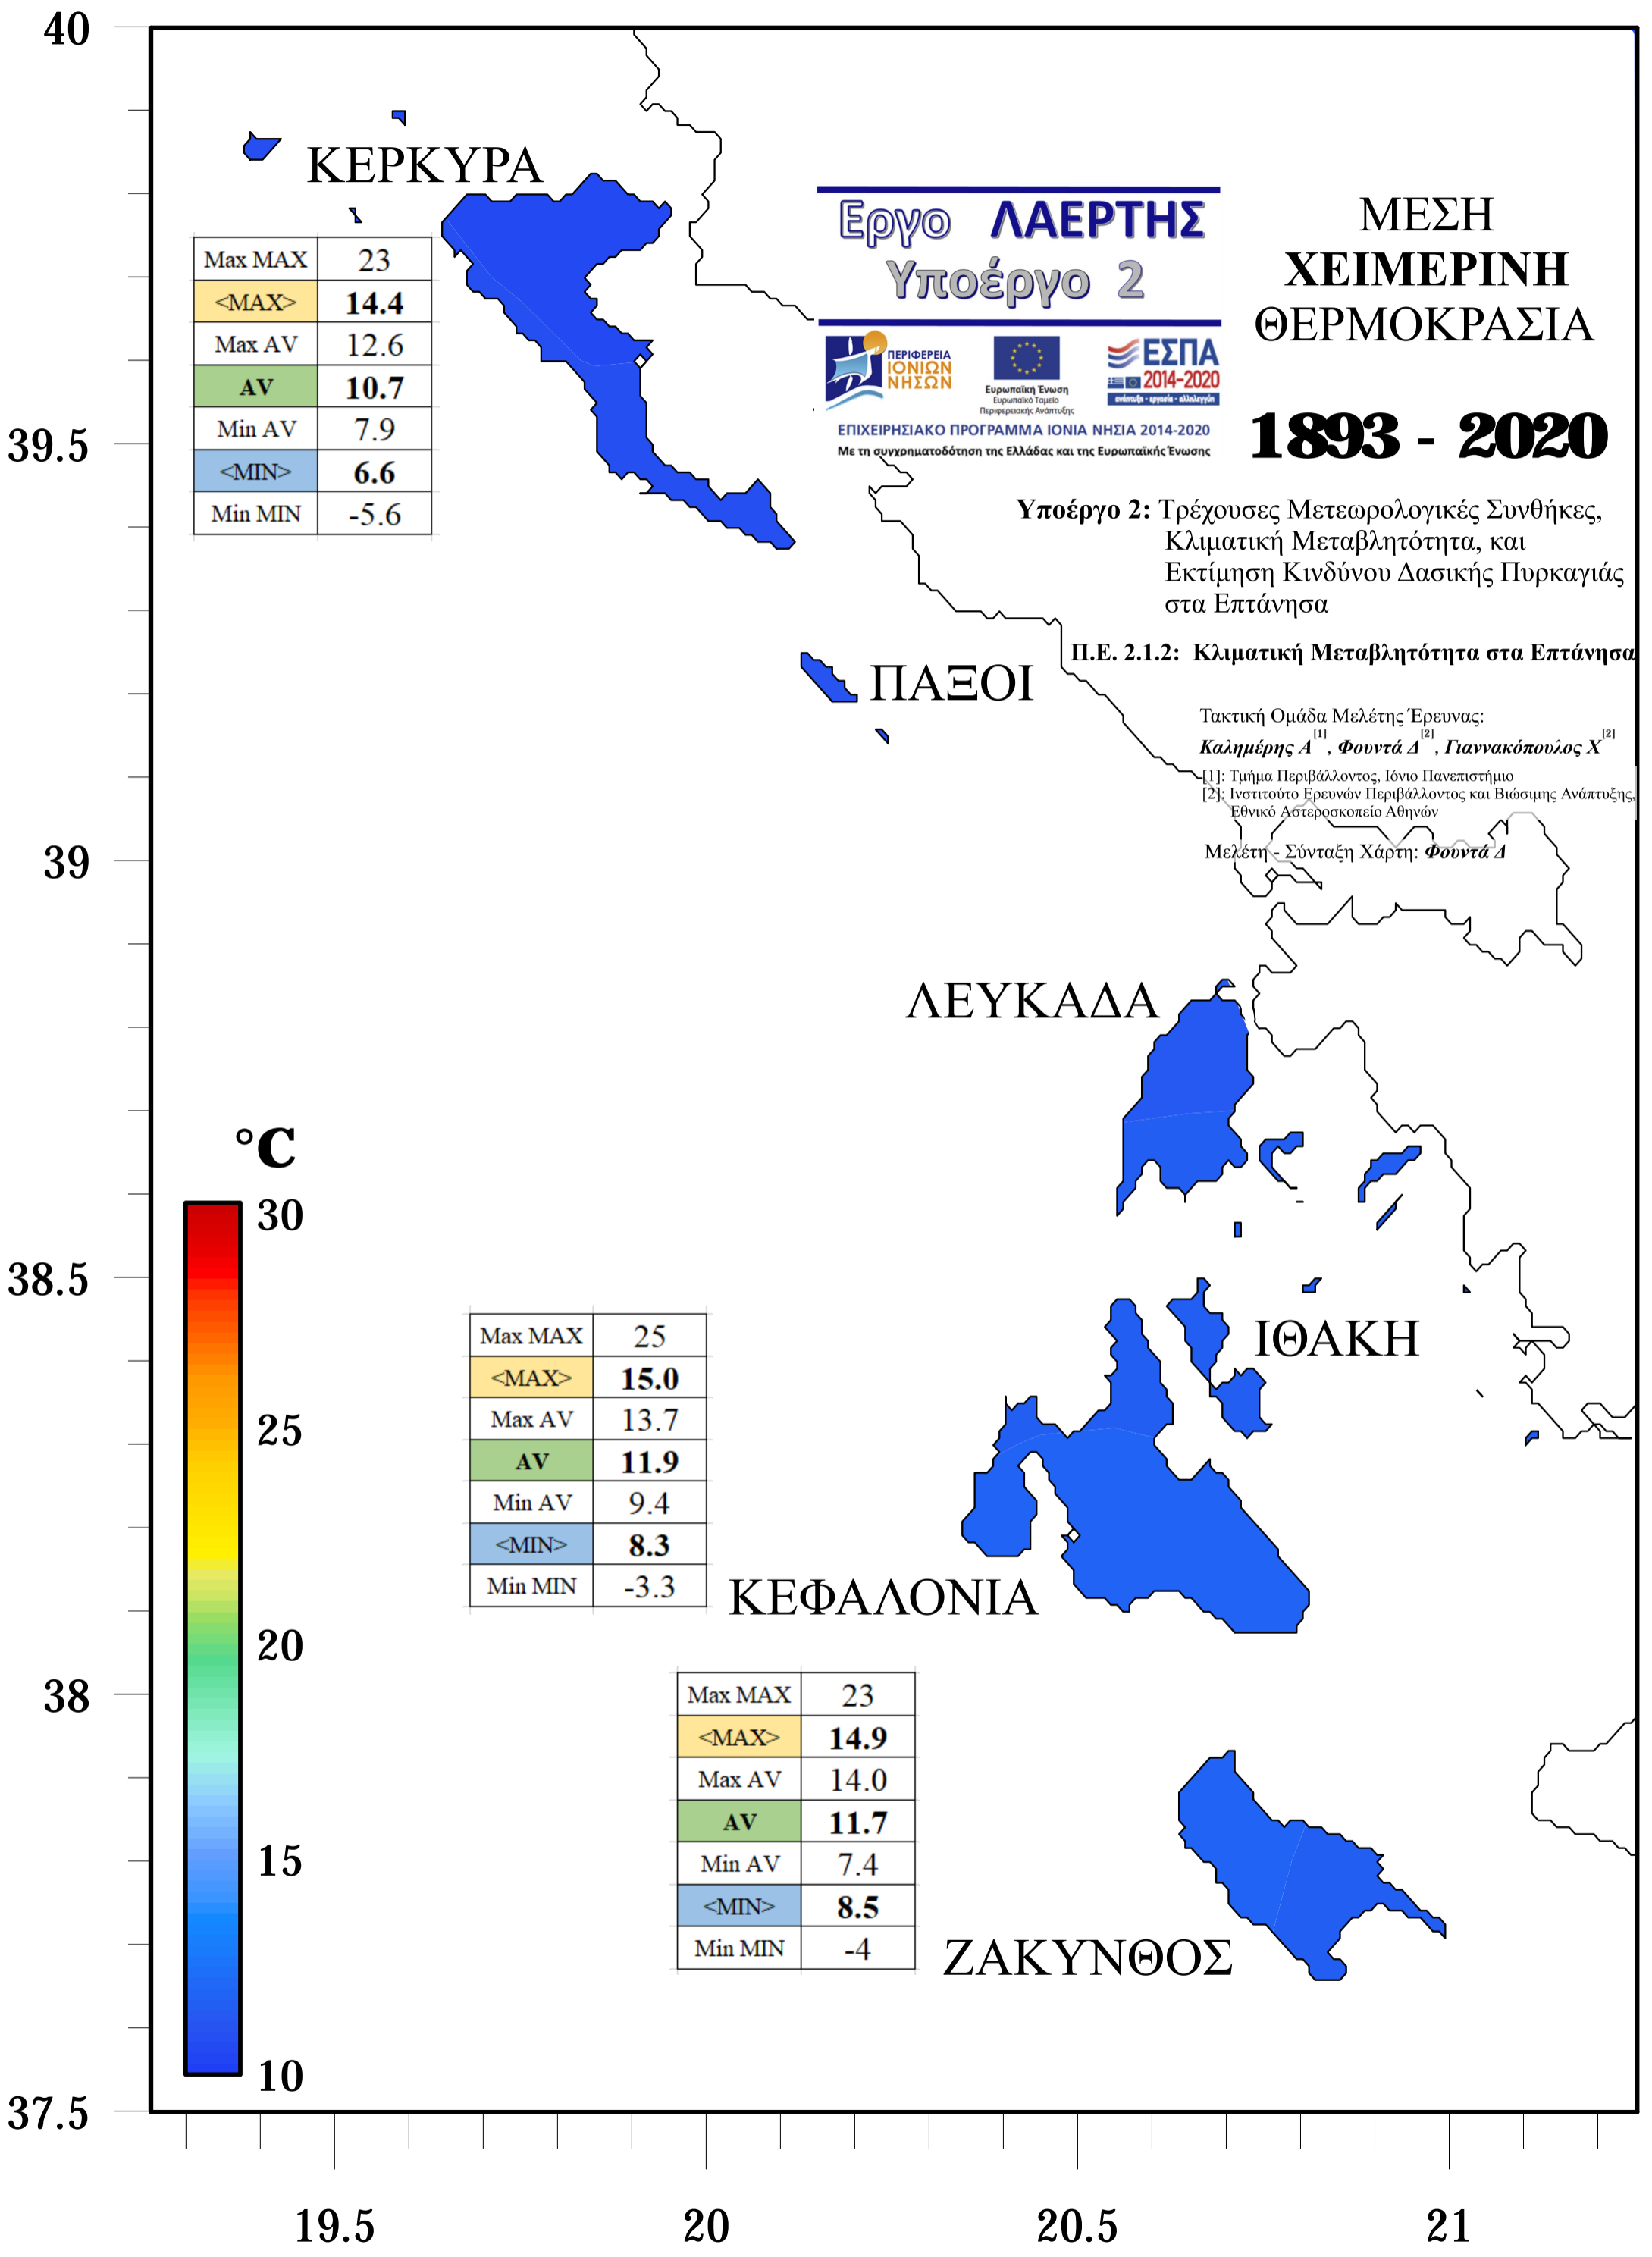 40
ΚΕΡΚΥΡΑ
Max MAX 23
<MAX> 14.4
Max AV 12.6
AV 10.7
Min AV 7.9
<MIN> 6.6
Min MIN -5.6
Εργο ΛΑΕΡΤΗΣ
Υποέργο 2
ΠΕΡΙΦΕΡΕΙΑ
ΙΟΝΙΩΝ
ΝΗΣΩΝ
Ευρωπαϊκή Ένωση
Ευρωπαϊκό Ταμείο
Περιφερειακής Ανάπτυξης
ΕΣΠΑ
2014-2020
ανάπτυξη - εργασία - αλληλεγγύη
ΕΠΙΧΕΙΡΗΣΙΑΚΟ ΠΡΟΓΡΑΜΜΑ ΙΟΝΙΑ ΝΗΣΙΑ 2014-2020
Με τη συγχρηματοδότηση της Ελλάδας και της Ευρωπαϊκής Ένωσης
ΜΕΣΗ
ΧΕΙΜΕΡΙΝΗ
ΘΕΡΜΟΚΡΑΣΙΑ
1893 - 2020
39.5
Υποέργο 2: Τρέχουσες Μετεωρολογικές Συνθήκες,
Κλιματική Μεταβλητότητα, και
Εκτίμηση Κινδύνου Δασικής Πυρκαγιάς
στα Επτάνησα
Π.Ε. 2.1.2: Κλιματική Μεταβλητότητα στα Επτάνησα
ΠΑΞΟΙ
Τακτική Ομάδα Μελέτης Έρευνας:
Καλημέρης Α[1], Φουντά Δ[2], Γιαννακόπουλος Χ[2]
[1]: Τμήμα Περιβάλλοντος, Ιόνιο Πανεπιστήμιο
[2]: Ινστιτούτο Ερευνών Περιβάλλοντος και Βιώσιμης Ανάπτυξης,
Εθνικό Αστεροσκοπείο Αθηνών
Μελέτη - Σύνταξη Χάρτη: Φουντά Δ
39
ΛΕΥΚΑΔΑ
°C
30
25
20
15
10
38.5
ΙΘΑΚΗ
Max MAX 25
<MAX> 15.0
Max AV 13.7
AV 11.9
Min AV 9.4
<MIN> 8.3
Min MIN -3.3
ΚΕΦΑΛΟΝΙΑ
38
Max MAX 23
<MAX> 14.9
Max AV 14.0
AV 11.7
Min AV 7.4
<MIN> 8.5
Min MIN -4
ΖΑΚΥΝΘΟΣ
37.5
19.5 20 20.5 21